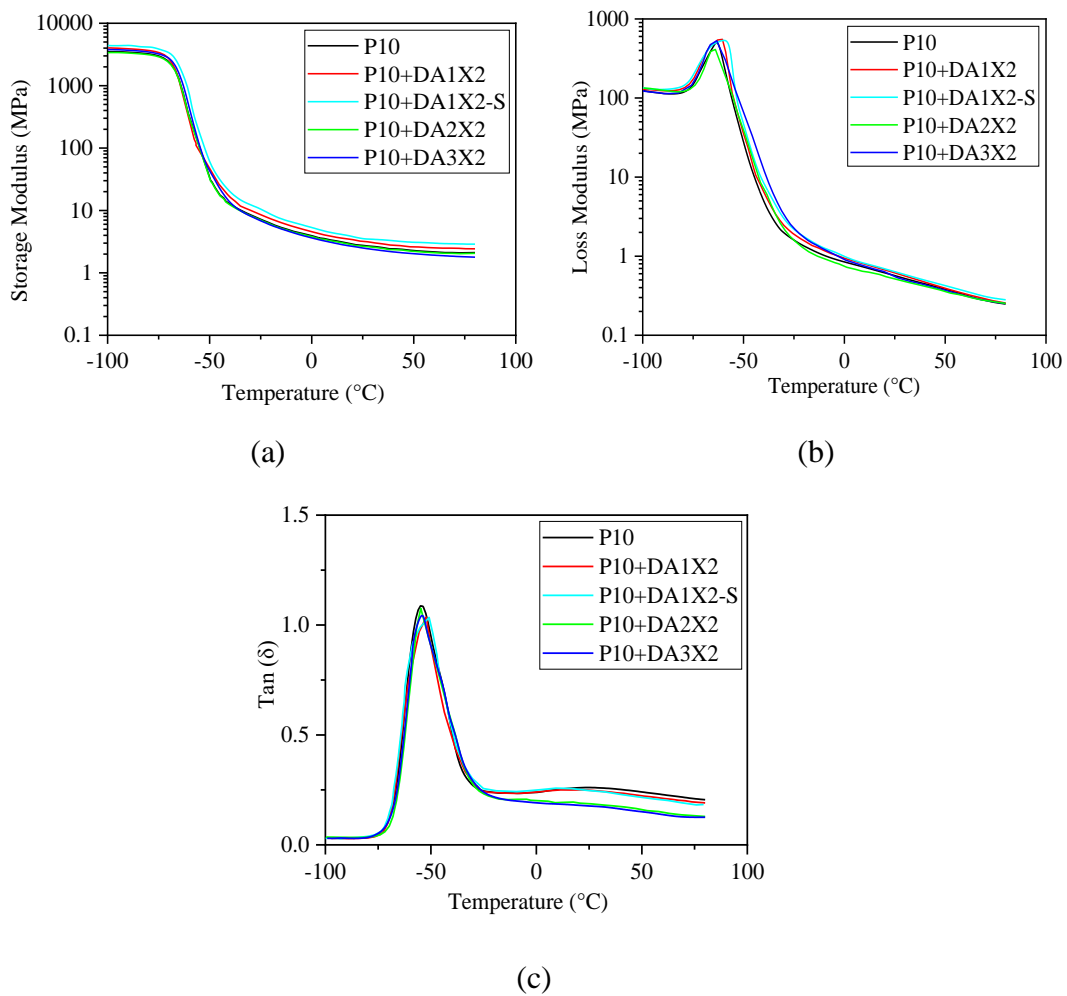 10000
1000
100
10
1
0.1
Storage Modulus (MPa)
-100 -50 0 50 100
Temperature (°C)
P10
P10+DA1X2
P10+DA1X2-S
P10+DA2X2
P10+DA3X2
(a)
1000
100
10
1
0.1
Loss Modulus (MPa)
-100 -50 0 50 100
Temperature (°C)
P10
P10+DA1X2
P10+DA1X2-S
P10+DA2X2
P10+DA3X2
(b)
1.5
1.0
0.5
0.0
Tan (δ)
-100 -50 0 50 100
Temperature (°C)
P10
P10+DA1X2
P10+DA1X2-S
P10+DA2X2
P10+DA3X2
(c)